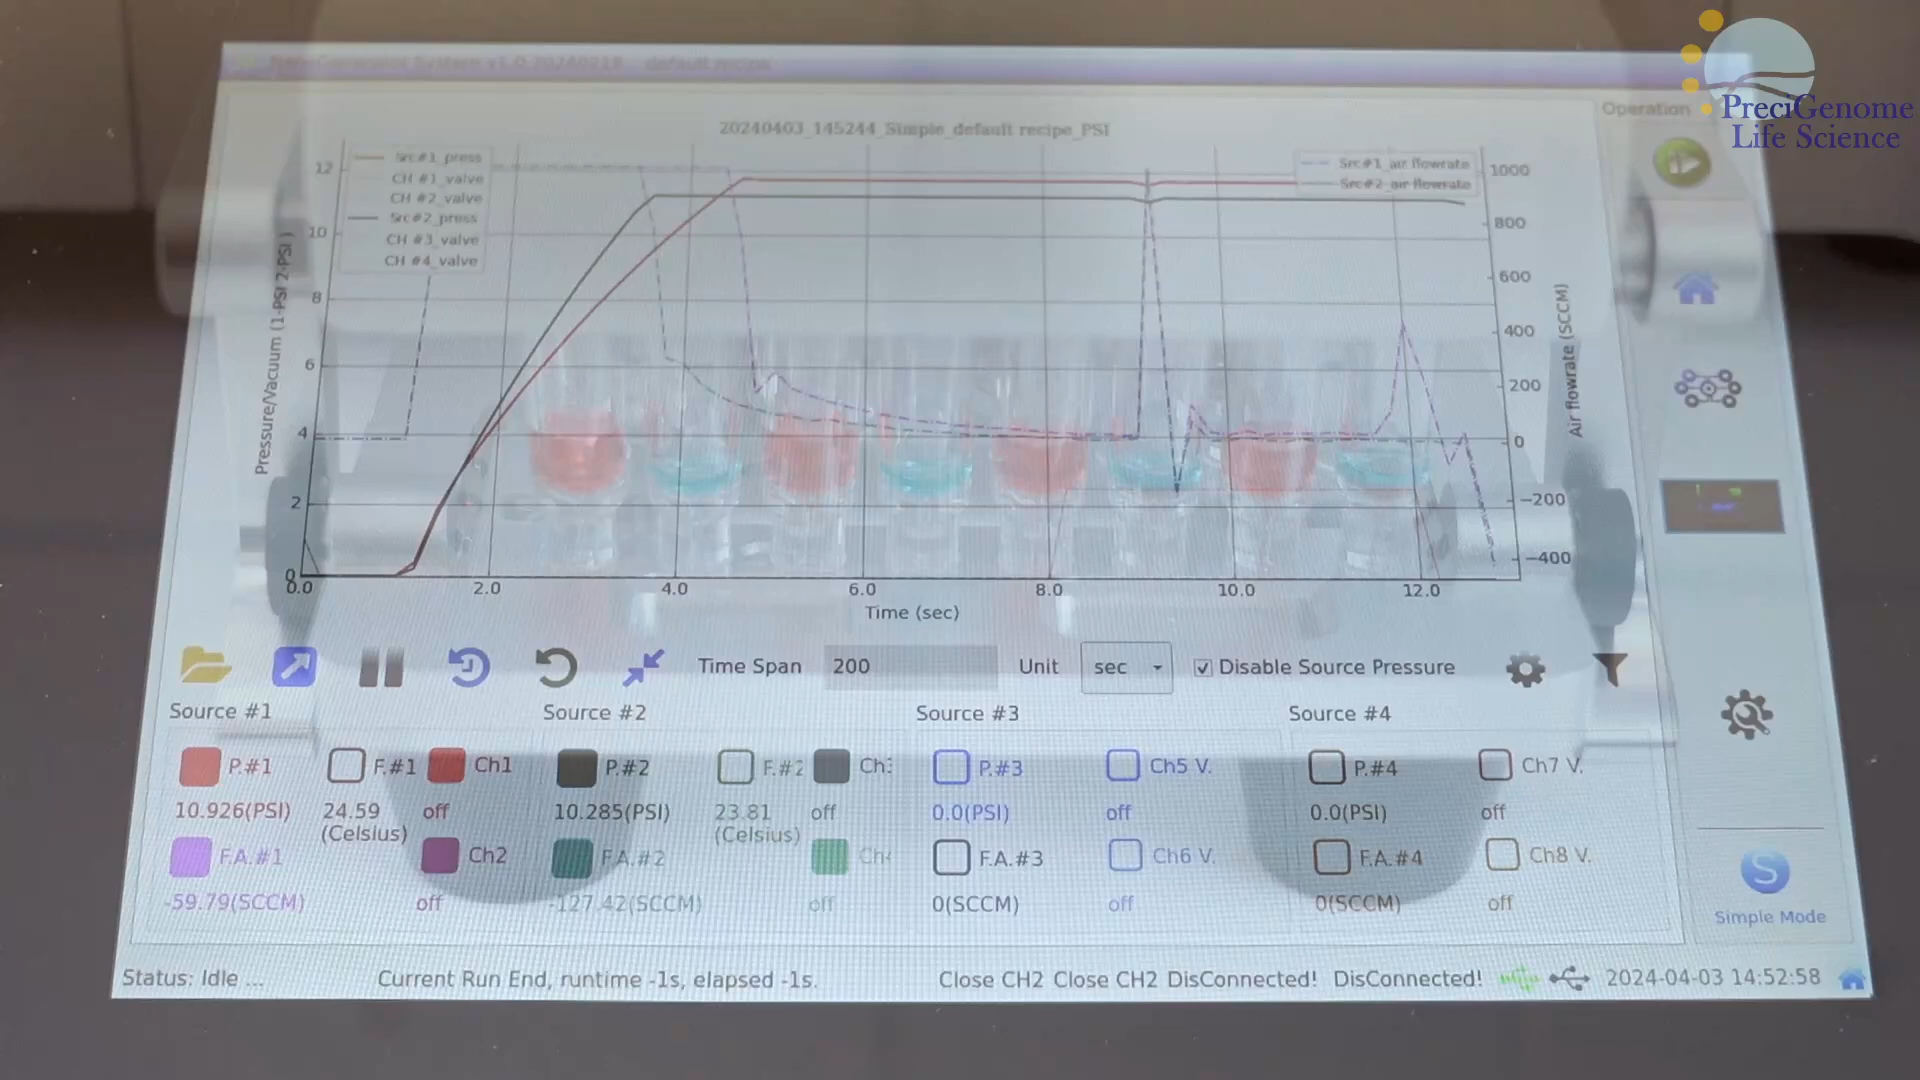 PreciGenome
Life Science
default recipe
Operation
20240403_145244_Simple_default recipe_PSI
Src#1_press
CH #1_valve
CH #2_valve
Src#2_press
CH #3_valve
CH #4_valve
Src#1_air flowrate
Src#2_air flowrate
12
10
8
6
4
2
0
1000
800
600
400
200
0
−200
−400
Pressure/Vacuum (1-PSI 2-PSI )
Air flowrate (SCCM)
0.0 2.0 4.0 6.0 8.0 10.0 12.0
Time (sec)
Time Span 200 Unit sec Disable Source Pressure
Source #1 Source #2 Source #3 Source #4
P.#1 F.#1 Ch1 P.#2 F.#2 Ch3 P.#3 Ch5 V. P.#4 Ch7 V.
10.926(PSI) 24.59 off 10.285(PSI) 23.81 off 0.0(PSI) off 0.0(PSI) off
(Celsius) (Celsius)
F.A.#1 Ch2 F.A.#2 Ch4 F.A.#3 Ch6 V. F.A.#4 Ch8 V.
-59.79(SCCM) off -127.42(SCCM) off 0(SCCM) off 0(SCCM) off
S
Simple Mode
Status: Idle ... Current Run End, runtime -1s, elapsed -1s. Close CH2 Close CH2 DisConnected! DisConnected! 2024-04-03 14:52:58